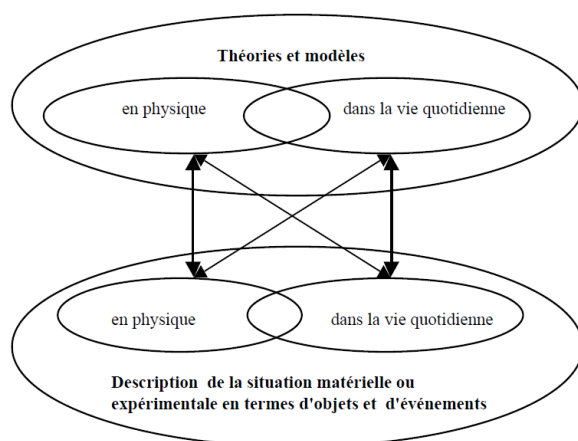 Théories et modèles
en physique
dans la vie quotidienne
en physique
dans la vie quotidienne
Description de la situation matérielle ou
expérimentale en termes d'objets et d'événements